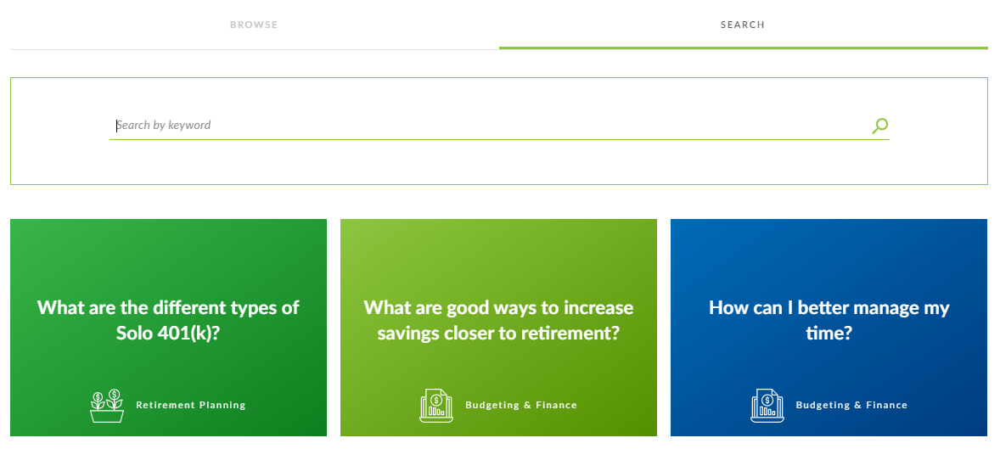 BROWSE
SEARCH
Search by keyword
What are the different types of
Solo 401(k)?
Retirement Planning
What are good ways to increase
savings closer to retirement?
Budgeting & Finance
How can I better manage my
time?
Budgeting & Finance